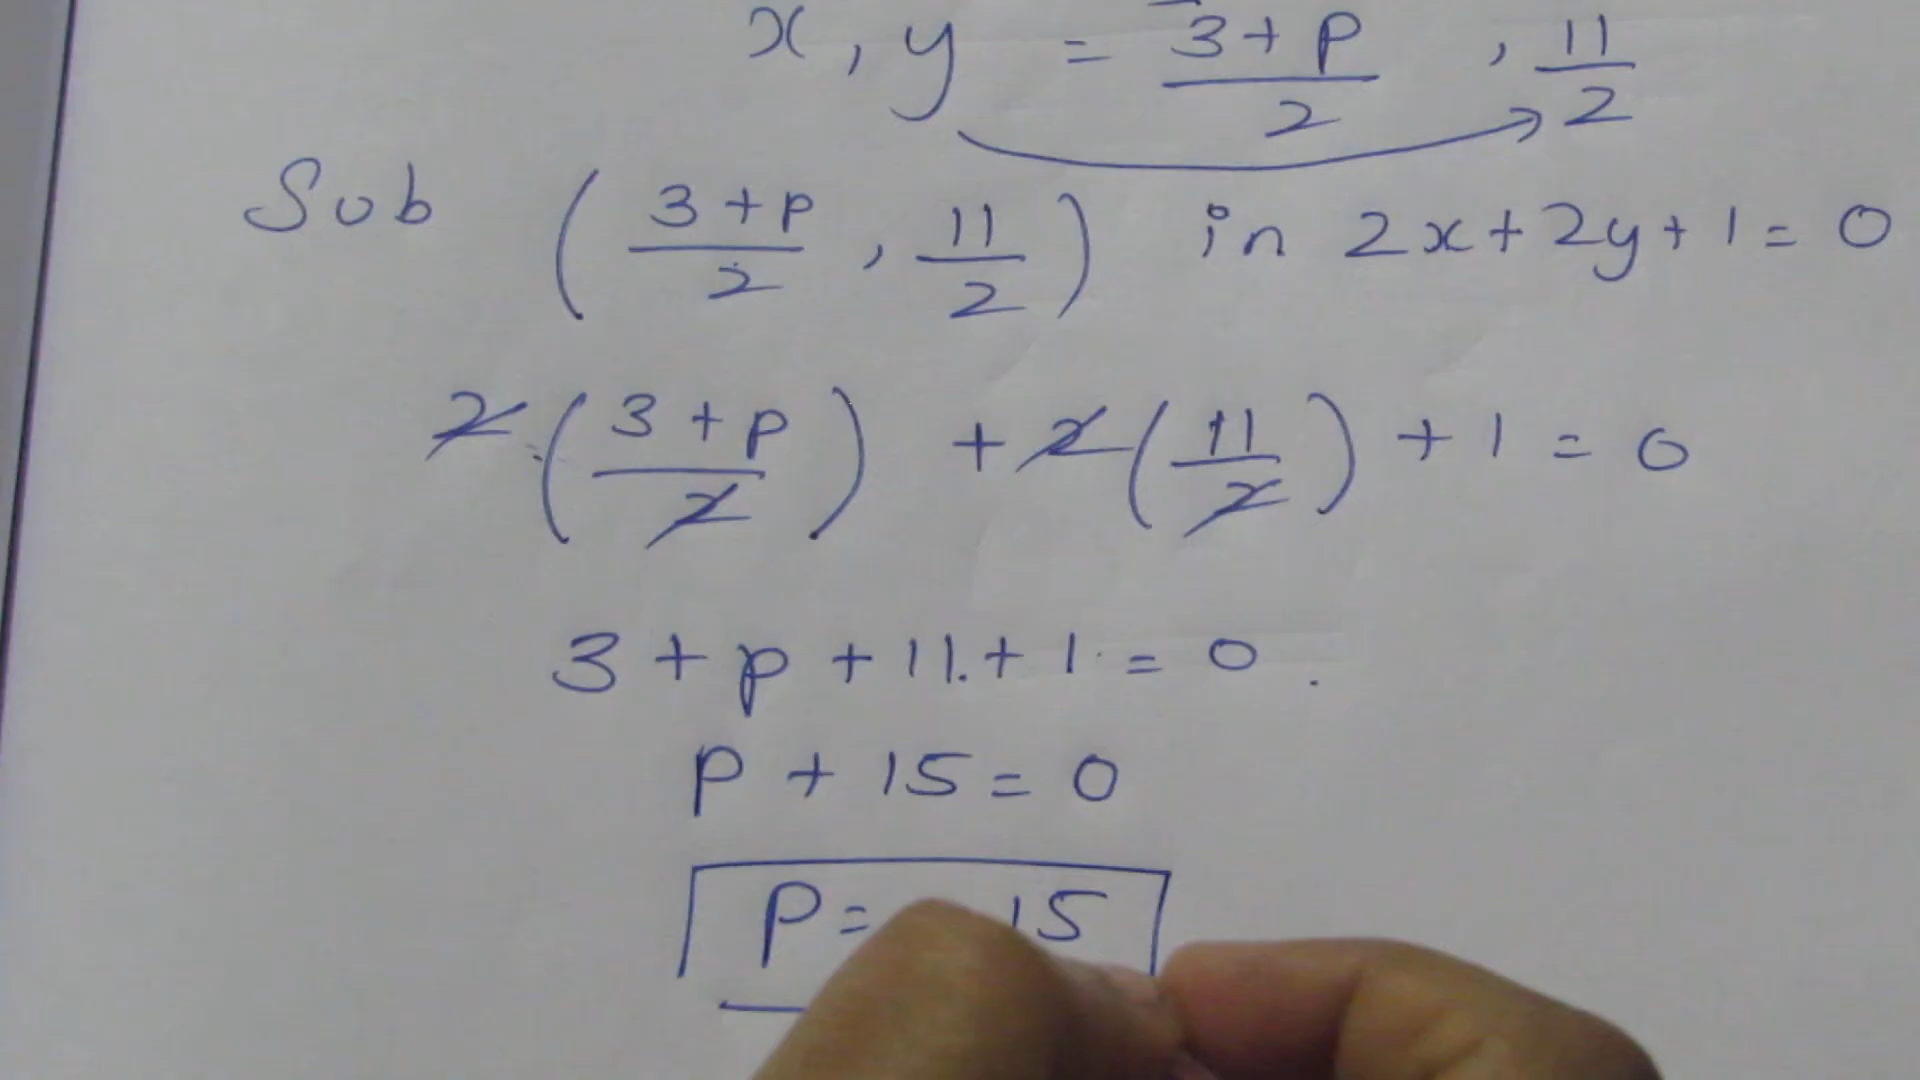 x, y = 3+p/2 , 11/2
Sub (3+p/2 , 11/2) in 2x+2y+1=0
2·(3+p/2) + 2(11/2) + 1 = 0
3 + p + 11 + 1 = 0.
P + 15 = 0
P = 15